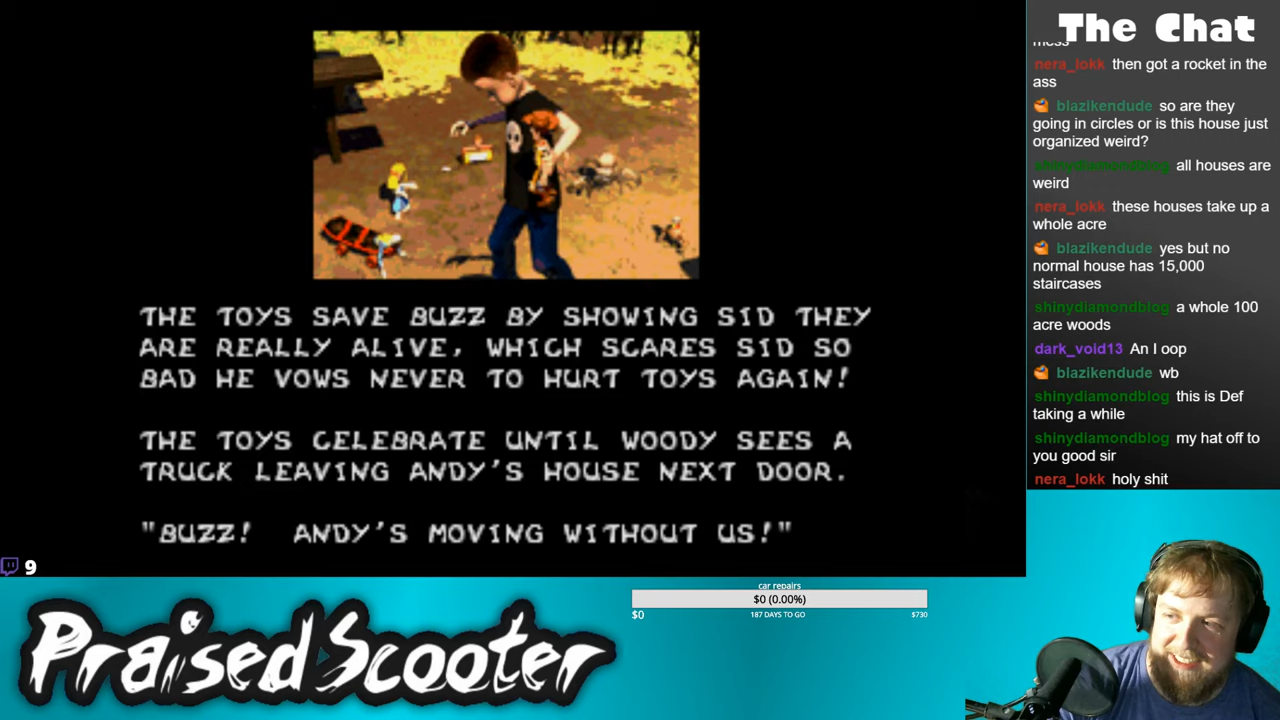 THE TOYS SAVE BUZZ BY SHOWING SID THEY
ARE REALLY ALIVE, WHICH SCARES SID SO
BAD HE VOWS NEVER TO HURT TOYS AGAIN!
THE TOYS CELEBRATE UNTIL WOODY SEES A
TRUCK LEAVING ANDY'S HOUSE NEXT DOOR.
"BUZZ! ANDY'S MOVING WITHOUT US!"
9
PraisedScooter
car repairs
$0 (0.00%)
$0 187 DAYS TO GO $730
The Chat
mess
nera_lokk then got a rocket in the
ass
blazikendude so are they
going in circles or is this house just
organized weird?
shinydiamondblog all houses are
weird
nera_lokk these houses take up a
whole acre
blazikendude yes but no
normal house has 15,000
staircases
shinydiamondblog a whole 100
acre woods
dark_void13 An I oop
blazikendude wb
shinydiamondblog this is Def
taking a while
shinydiamondblog my hat off to
you good sir
nera_lokk holy shit